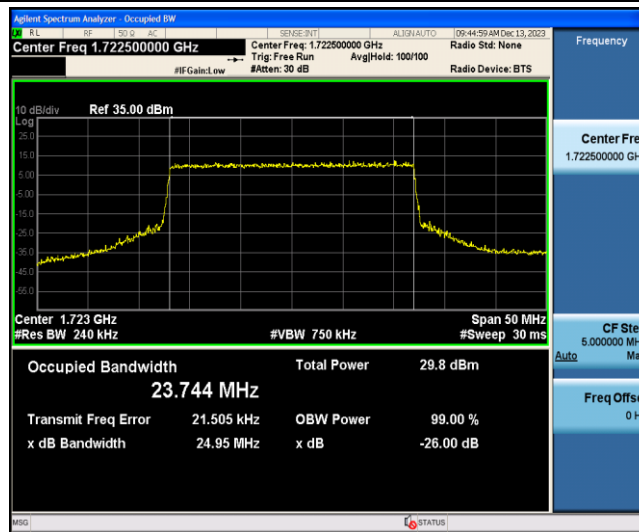 Agilent Spectrum Analyzer - Occupied BW
RL RF 50 Ω AC SENSE:INT ALIGNAUTO 09:44:59 AM Dec 13, 2023
Center Freq 1.722500000 GHz
Center Freq: 1.722500000 GHz Radio Std: None
Trig: Free Run Avg|Hold: 100/100
#IFGain:Low #Atten: 30 dB Radio Device: BTS
Frequency
10 dB/div Ref 35.00 dBm
Log
25.0
15.0
5.00
-5.00
-15.0
-25.0
-35.0
-45.0
-55.0
Center 1.723 GHz Span 50 MHz
#Res BW 240 kHz #VBW 750 kHz #Sweep 30 ms
Occupied Bandwidth Total Power 29.8 dBm
23.744 MHz
Transmit Freq Error 21.505 kHz OBW Power 99.00 %
x dB Bandwidth 24.95 MHz x dB -26.00 dB
Center Fre
1.722500000 GH
CF Ste
5.000000 MH
Auto Ma
Freq Offs
0 H
MSG STATUS